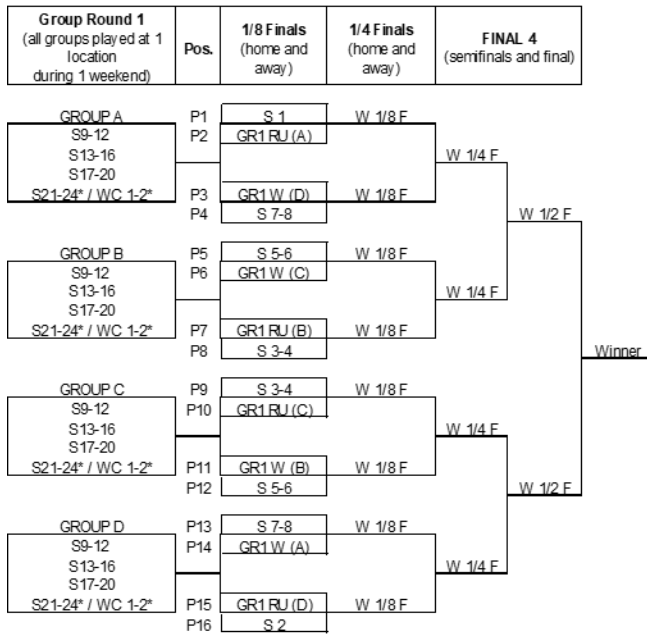 Group Round 1
(all groups played at 1
location
during 1 weekend)
Pos.
1/8 Finals
(home and
away)
1/4 Finals
(home and
away)
FINAL 4
(semifinals and final)
GROUP A P1 S 1 W 1/8 F
S9-12 P2 GR1 RU (A)
S13-16 W 1/4 F
S17-20
S21-24* / WC 1-2* P3 GR1 W (D) W 1/8 F
P4 S 7-8 W 1/2 F
GROUP B P5 S 5-6 W 1/8 F
S9-12 P6 GR1 W (C)
S13-16 W 1/4 F
S17-20
S21-24* / WC 1-2* P7 GR1 RU (B) W 1/8 F
P8 S 3-4 Winner
GROUP C P9 S 3-4 W 1/8 F
S9-12 P10 GR1 RU (C)
S13-16 W 1/4 F
S17-20
S21-24* / WC 1-2* P11 GR1 W (B) W 1/8 F
P12 S 5-6 W 1/2 F
GROUP D P13 S 7-8 W 1/8 F
S9-12 P14 GR1 W (A)
S13-16 W 1/4 F
S17-20
S21-24* / WC 1-2* P15 GR1 RU (D) W 1/8 F
P16 S 2